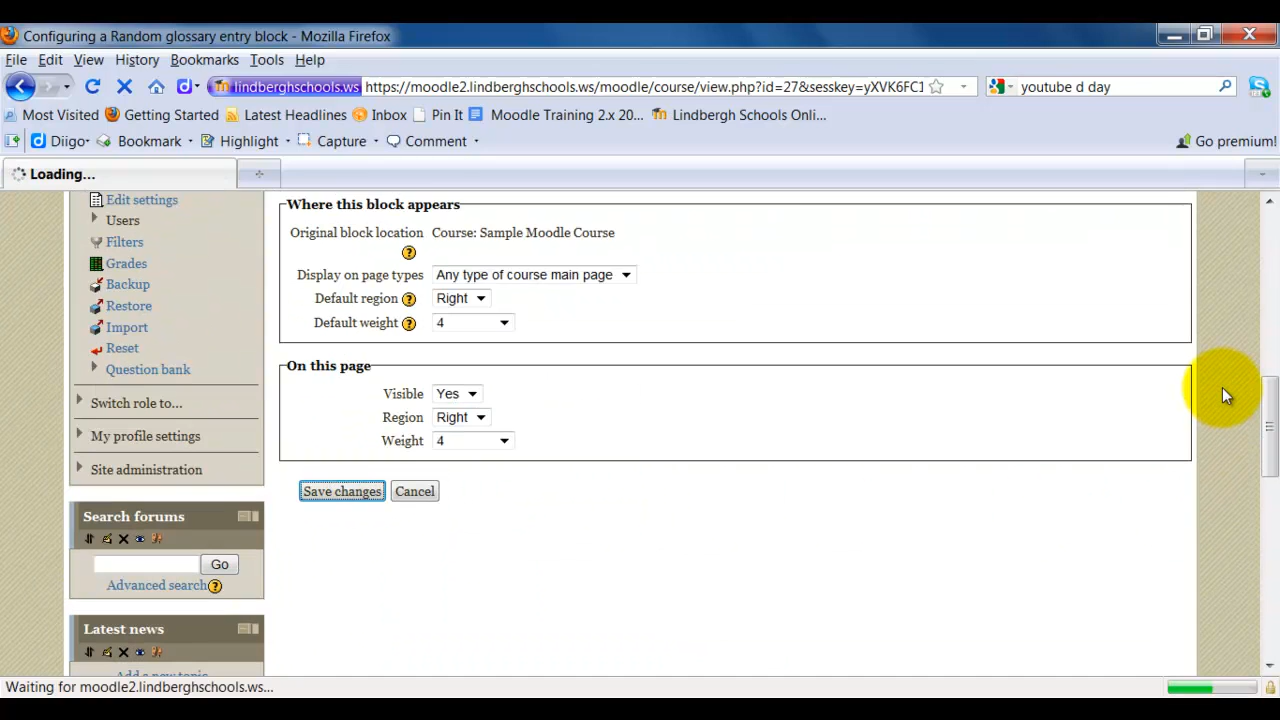 Configuring a Random glossary entry block - Mozilla Firefox
File Edit View History Bookmarks Tools Help
lindberghschools.ws https://moodle2.lindberghschools.ws/moodle/course/view.php?id=27&sesskey=yXVK6FC1 youtube d day
Most Visited Getting Started Latest Headlines Inbox Pin It Moodle Training 2.x 20... Lindbergh Schools Onli...
Diigo Bookmark Highlight Capture Comment Go premium!
Loading...
Edit settings
Users
Filters
Grades
Backup
Restore
Import
Reset
Question bank
Switch role to...
My profile settings
Site administration
Search forums
Go
Advanced search
Latest news
Add a new topic
Where this block appears
Original block location Course: Sample Moodle Course
Display on page types Any type of course main page
Default region Right
Default weight 4
On this page
Visible Yes
Region Right
Weight 4
Save changes Cancel
Waiting for moodle2.lindberghschools.ws...